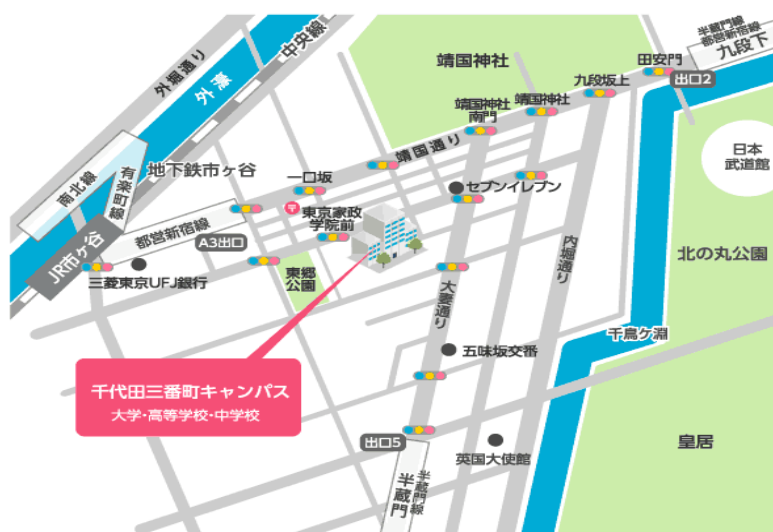 半蔵門線
都営新宿線
九段下
田安門
出口2
外堀通り
外濠
中央線
靖国神社
九段坂上
靖国神社
南門
靖国神社
靖国通り
日本
武道館
南北線
有楽町線
地下鉄市ヶ谷
一口坂
セブンイレブン
都営新宿線
東京家政
学院前
A3出口
JR市ヶ谷
三菱東京UFJ銀行
東郷
公園
大妻通り
内堀通り
北の丸公園
千鳥ケ淵
五味坂交番
千代田三番町キャンパス
大学・高等学校・中学校
出口5
英国大使館
皇居
半蔵門線
半蔵門